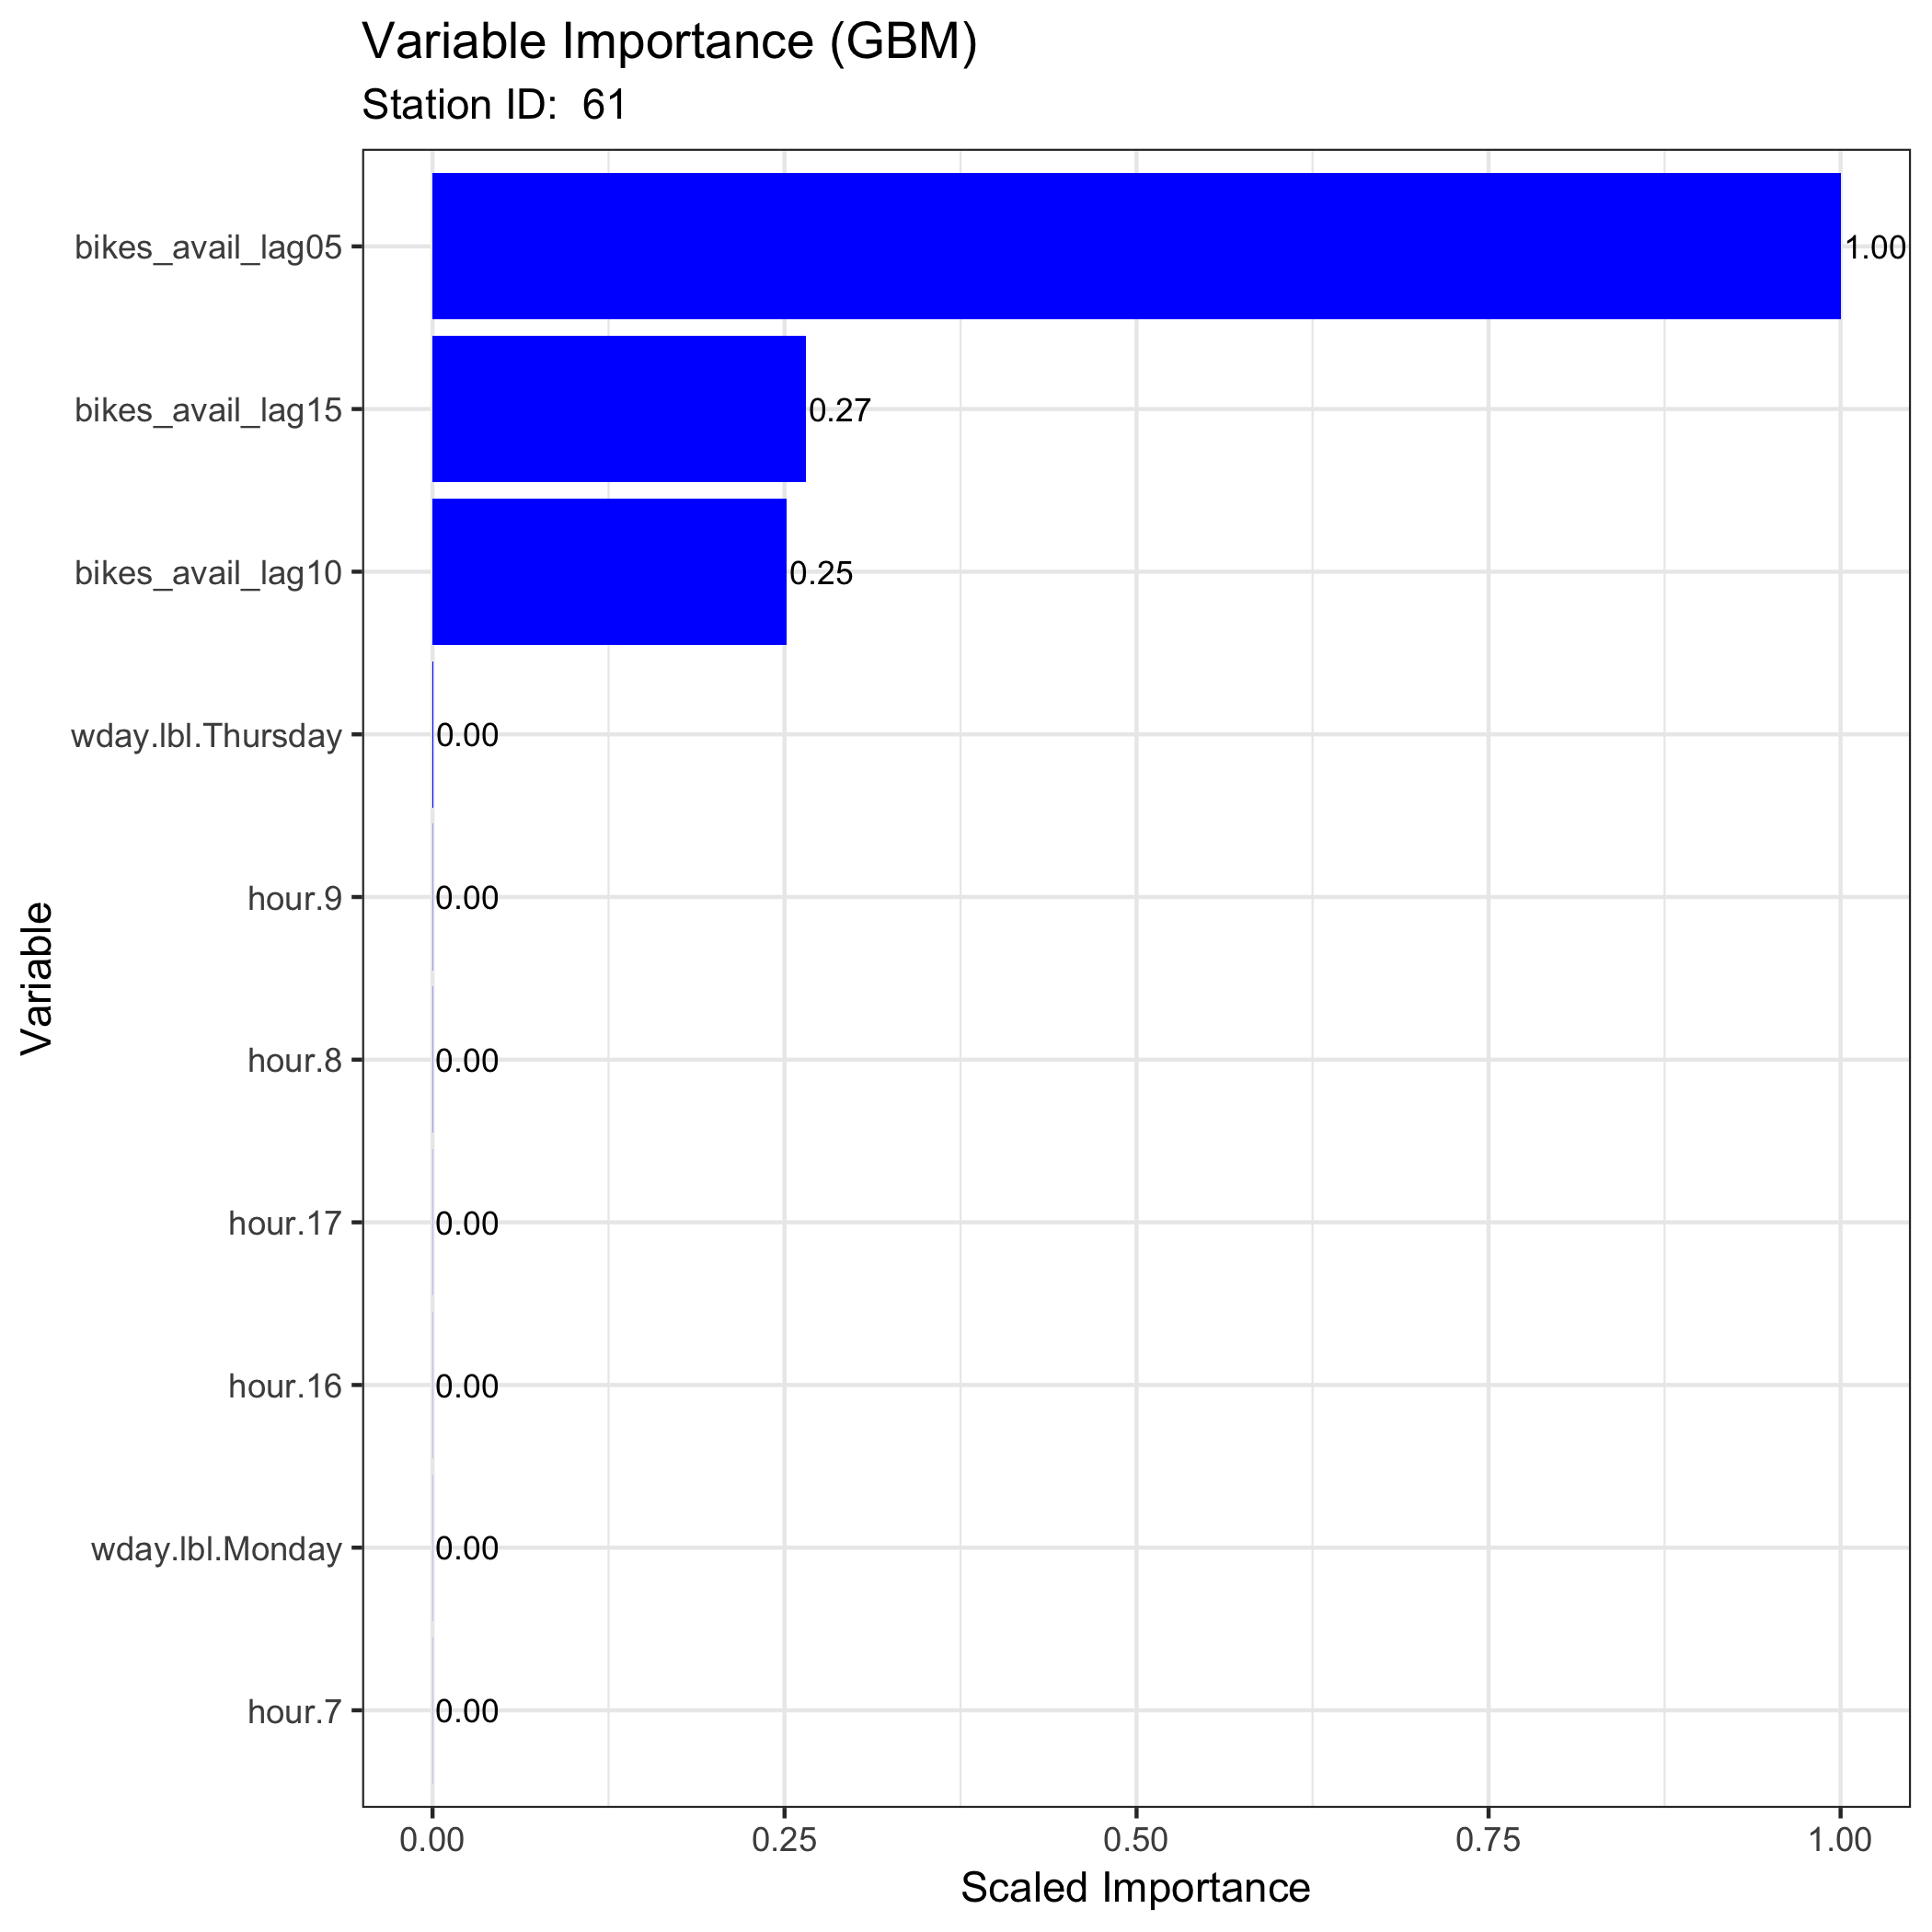 Variable Importance (GBM)
Station ID:  61
bikes_avail_lag05
1.00
bikes_avail_lag15
0.27
bikes_avail_lag10
0.25
wday.lbl.Thursday
0.00
hour.9
0.00
hour.8
0.00
hour.17
0.00
hour.16
0.00
wday.lbl.Monday
0.00
hour.7
0.00
Variable
0.00 0.25 0.50 0.75 1.00
Scaled Importance